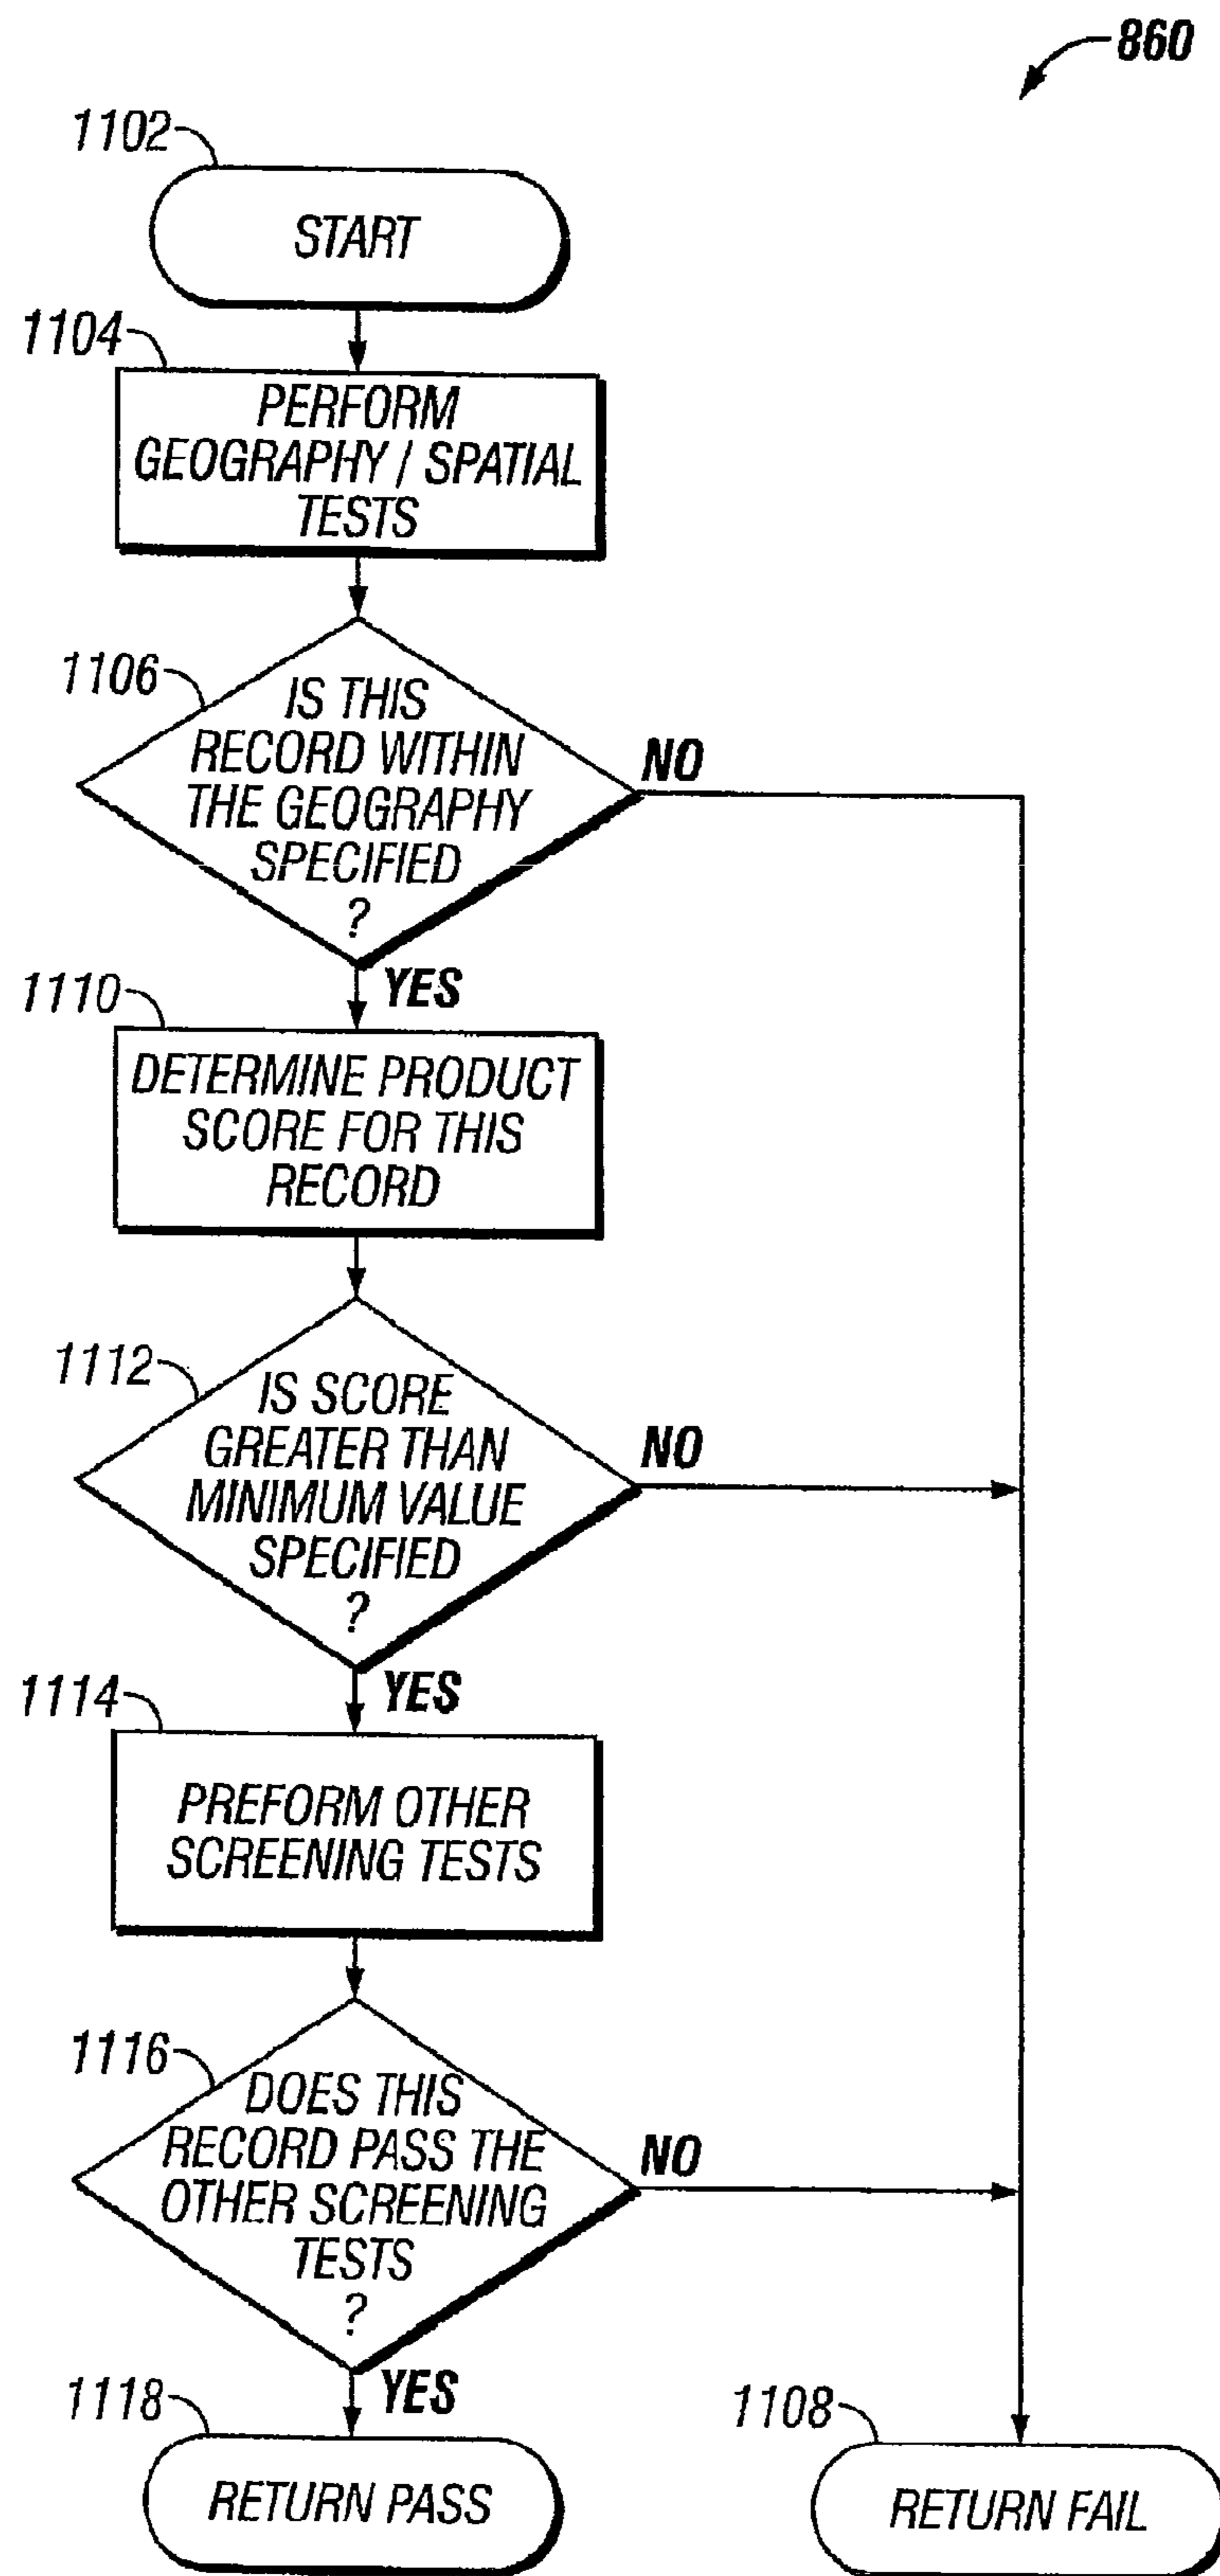 860
1102
START
1104
PERFORM
GEOGRAPHY / SPATIAL
TESTS
1106
IS THIS
RECORD WITHIN
THE GEOGRAPHY
SPECIFIED
?
NO
YES
1110
DETERMINE PRODUCT
SCORE FOR THIS
RECORD
1112
IS SCORE
GREATER THAN
MINIMUM VALUE
SPECIFIED
?
NO
YES
1114
PREFORM OTHER
SCREENING TESTS
1116
DOES THIS
RECORD PASS THE
OTHER SCREENING
TESTS
?
NO
YES
1118
RETURN PASS
1108
RETURN FAIL